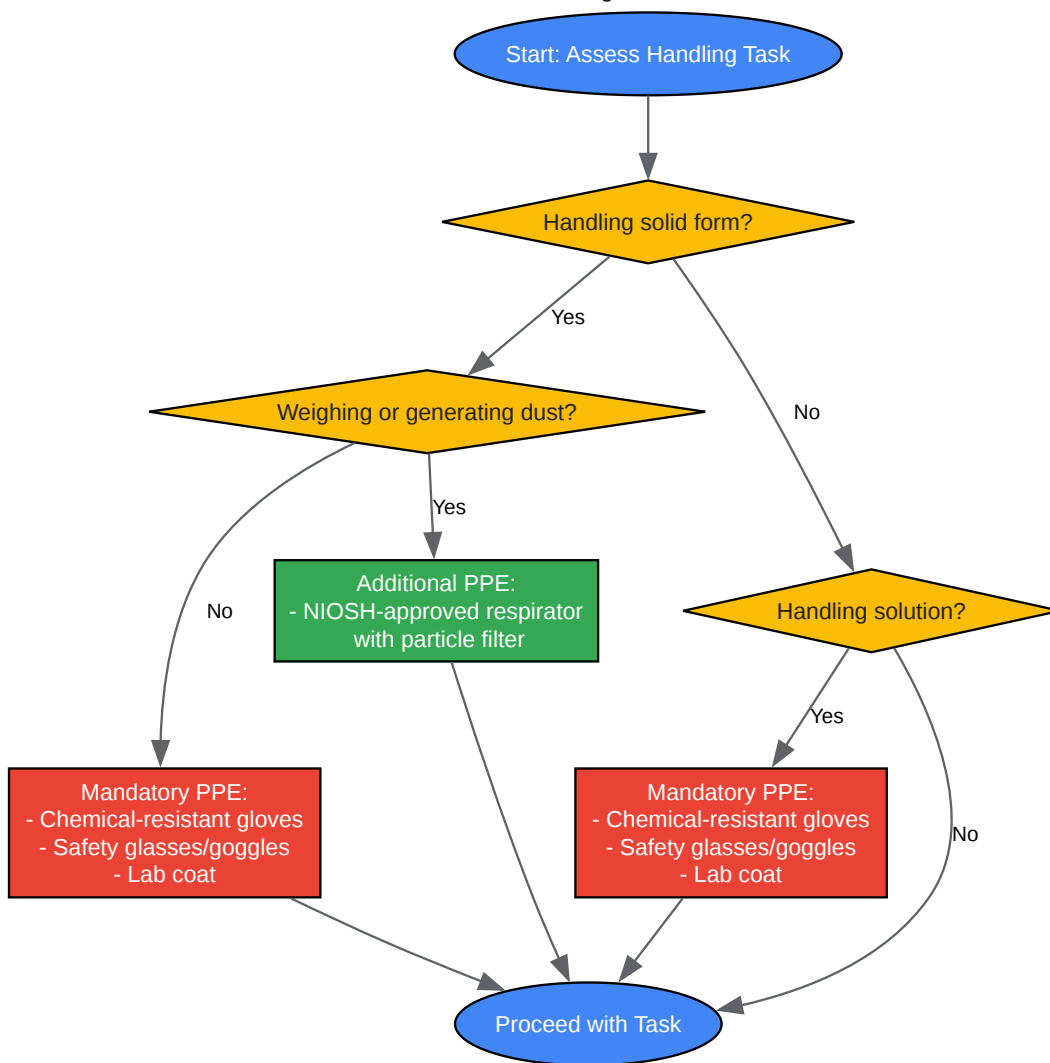 Start: Assess Handling Task
Handling solid form?
Yes
No
Weighing or generating dust?
Yes
No
Additional PPE:
- NIOSH-approved respirator
with particle filter
Handling solution?
Yes
No
Mandatory PPE:
- Chemical-resistant gloves
- Safety glasses/goggles
- Lab coat
Mandatory PPE:
- Chemical-resistant gloves
- Safety glasses/goggles
- Lab coat
Proceed with Task